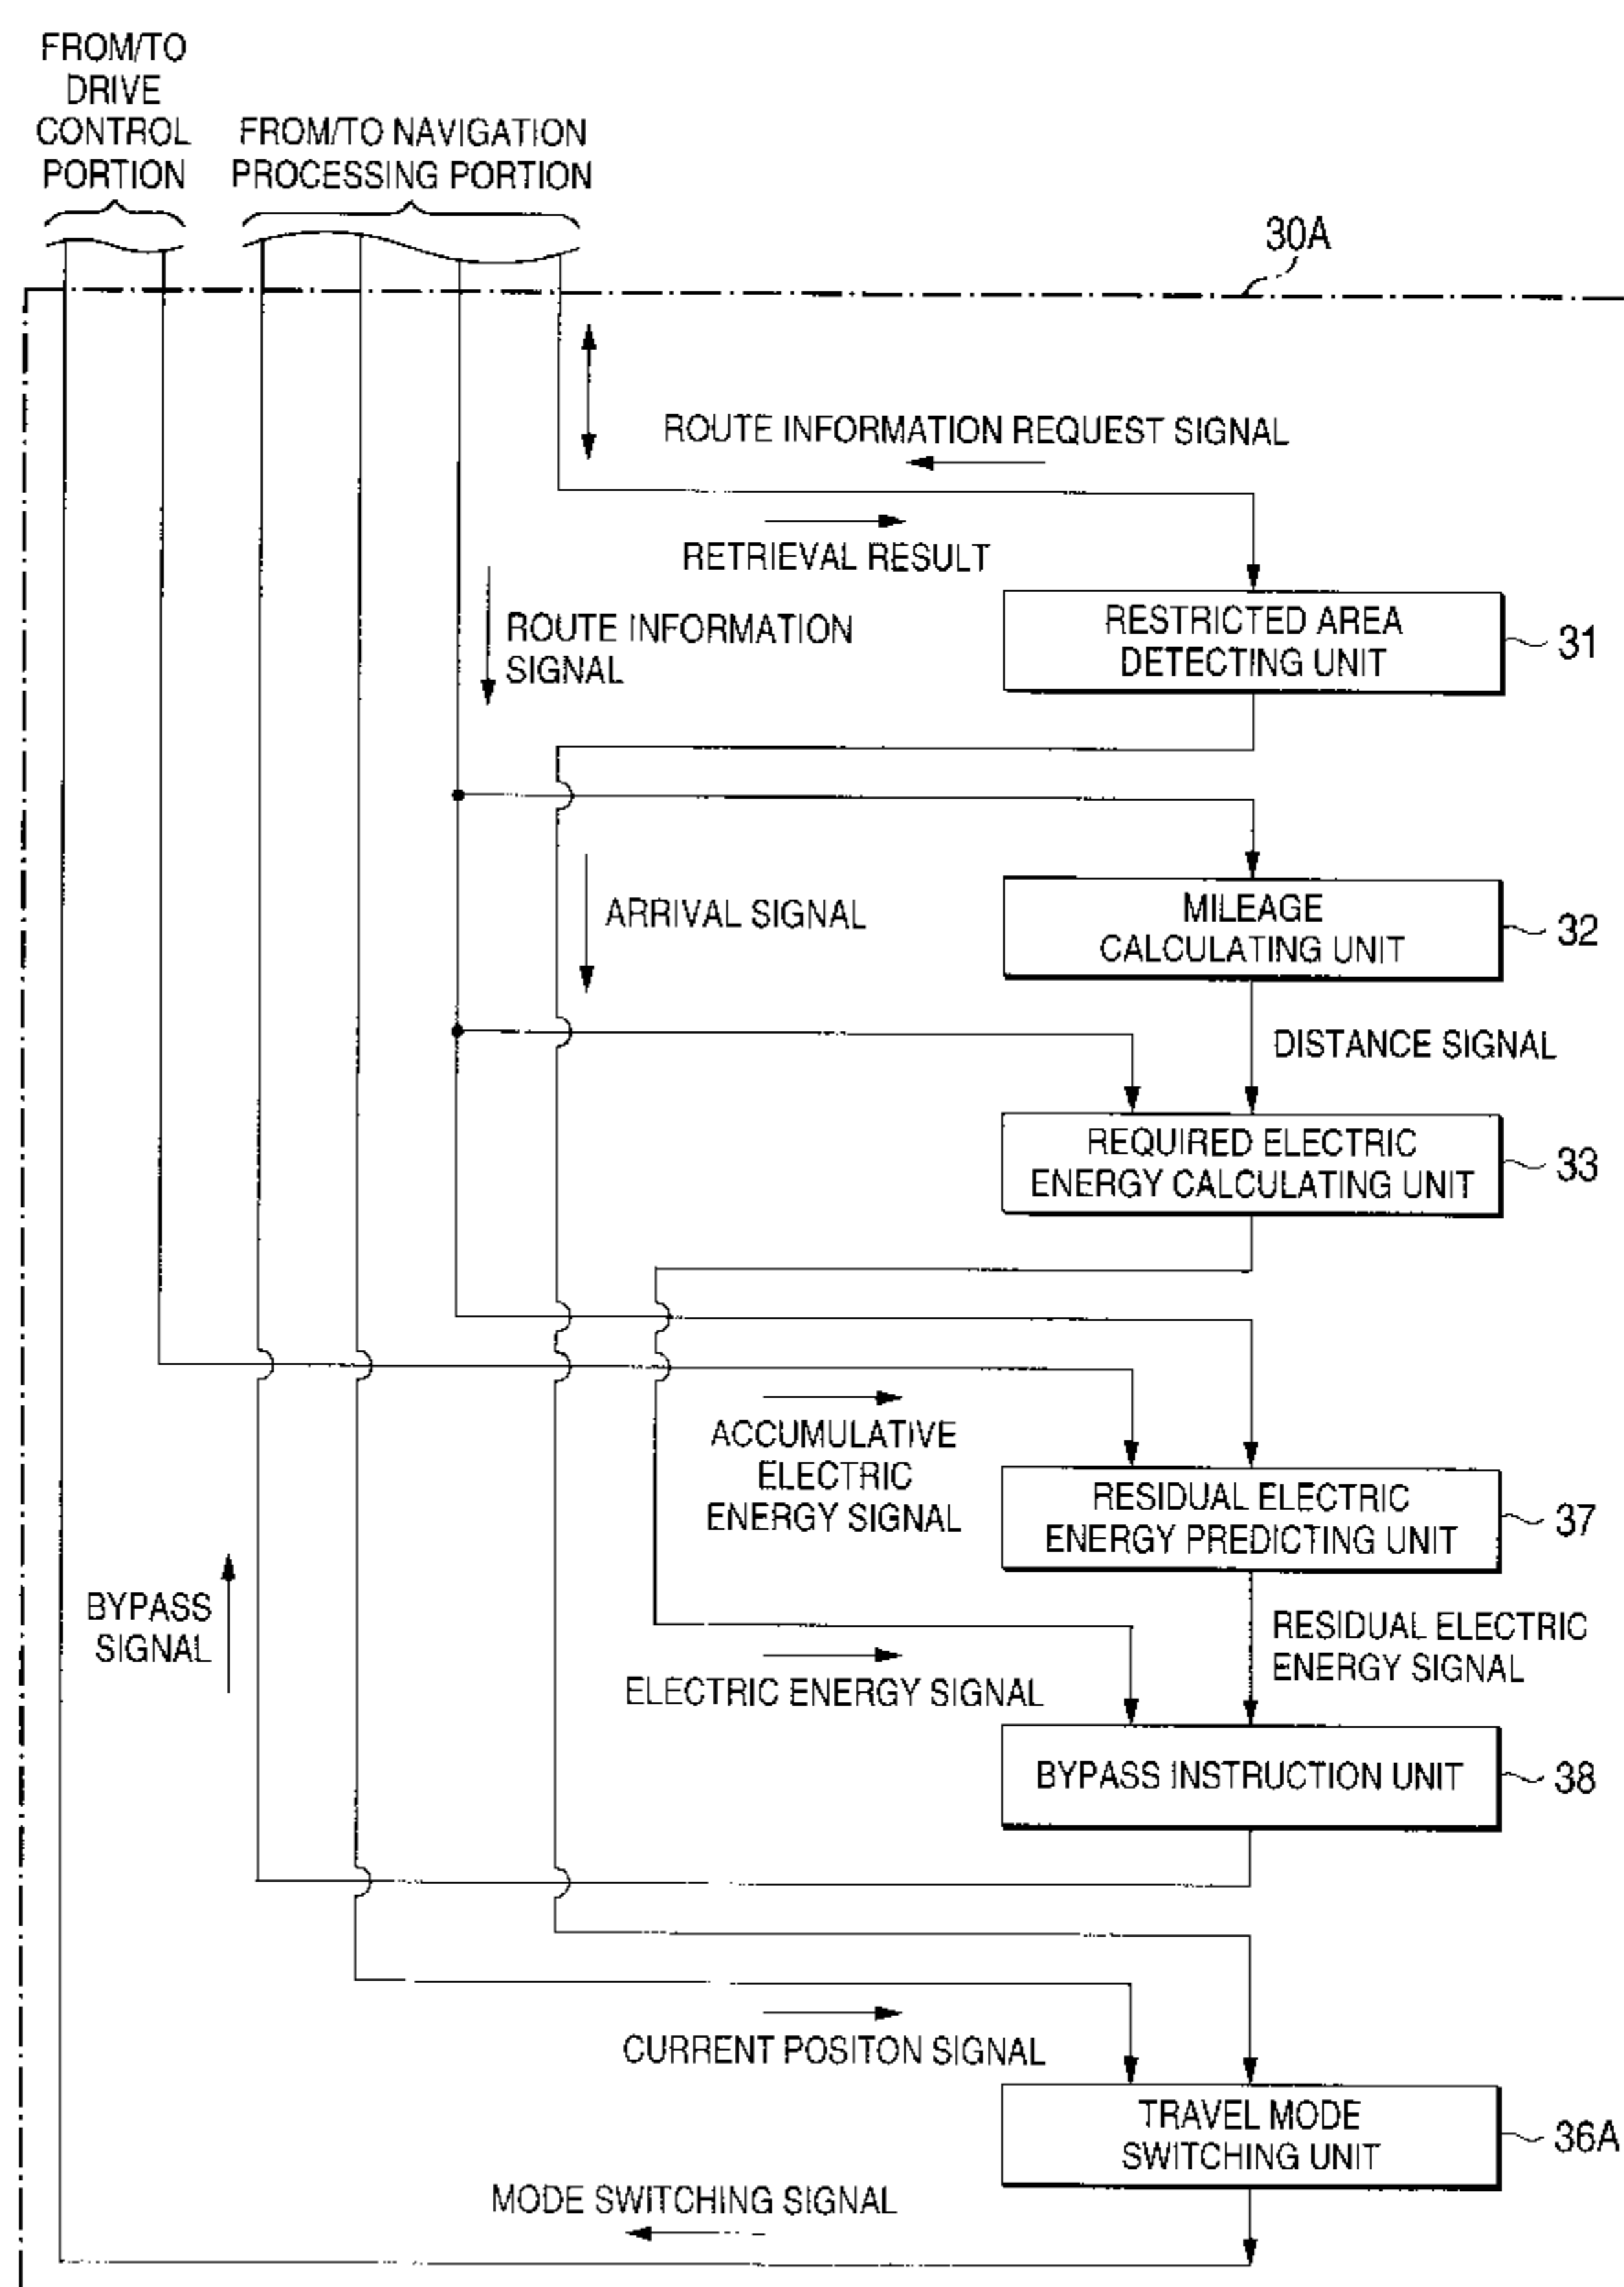 FROM/TO
DRIVE
CONTROL
PORTION
FROM/TO NAVIGATION
PROCESSING PORTION
30A
ROUTE INFORMATION REQUEST SIGNAL
RETRIEVAL RESULT
ROUTE INFORMATION
SIGNAL
RESTRICTED AREA
DETECTING UNIT
31
ARRIVAL SIGNAL
MILEAGE
CALCULATING UNIT
32
DISTANCE SIGNAL
REQUIRED ELECTRIC
ENERGY CALCULATING UNIT
33
ACCUMULATIVE
ELECTRIC
ENERGY SIGNAL
RESIDUAL ELECTRIC
ENERGY PREDICTING UNIT
37
BYPASS
SIGNAL
RESIDUAL ELECTRIC
ENERGY SIGNAL
ELECTRIC ENERGY SIGNAL
BYPASS INSTRUCTION UNIT
38
CURRENT POSITON SIGNAL
TRAVEL MODE
SWITCHING UNIT
36A
MODE SWITCHING SIGNAL